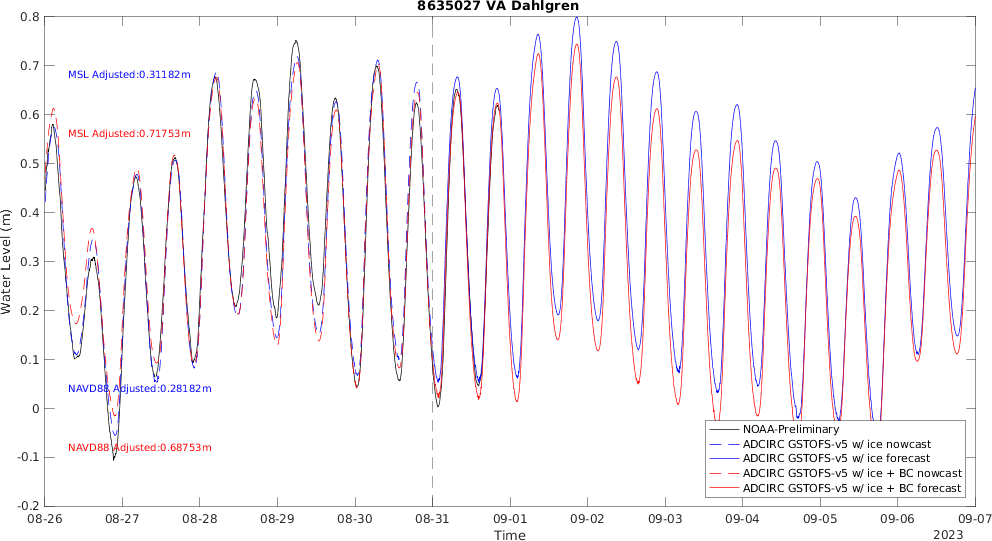 8635027 VA Dahlgren
0.8
0.7
0.6
0.5
0.4
0.3
0.2
0.1
0
-0.1
-0.2
Water Level (m)
MSL Adjusted:0.31182m
MSL Adjusted:0.71753m
NAVD88 Adjusted:0.28182m
NAVD88 Adjusted:0.68753m
NOAA-Preliminary
ADCIRC GSTOFS-v5 w/ ice nowcast
ADCIRC GSTOFS-v5 w/ ice forecast
ADCIRC GSTOFS-v5 w/ ice + BC nowcast
ADCIRC GSTOFS-v5 w/ ice + BC forecast
08-26 08-27 08-28 08-29 08-30 08-31 09-01 09-02 09-03 09-04 09-05 09-06 09-07
Time
2023